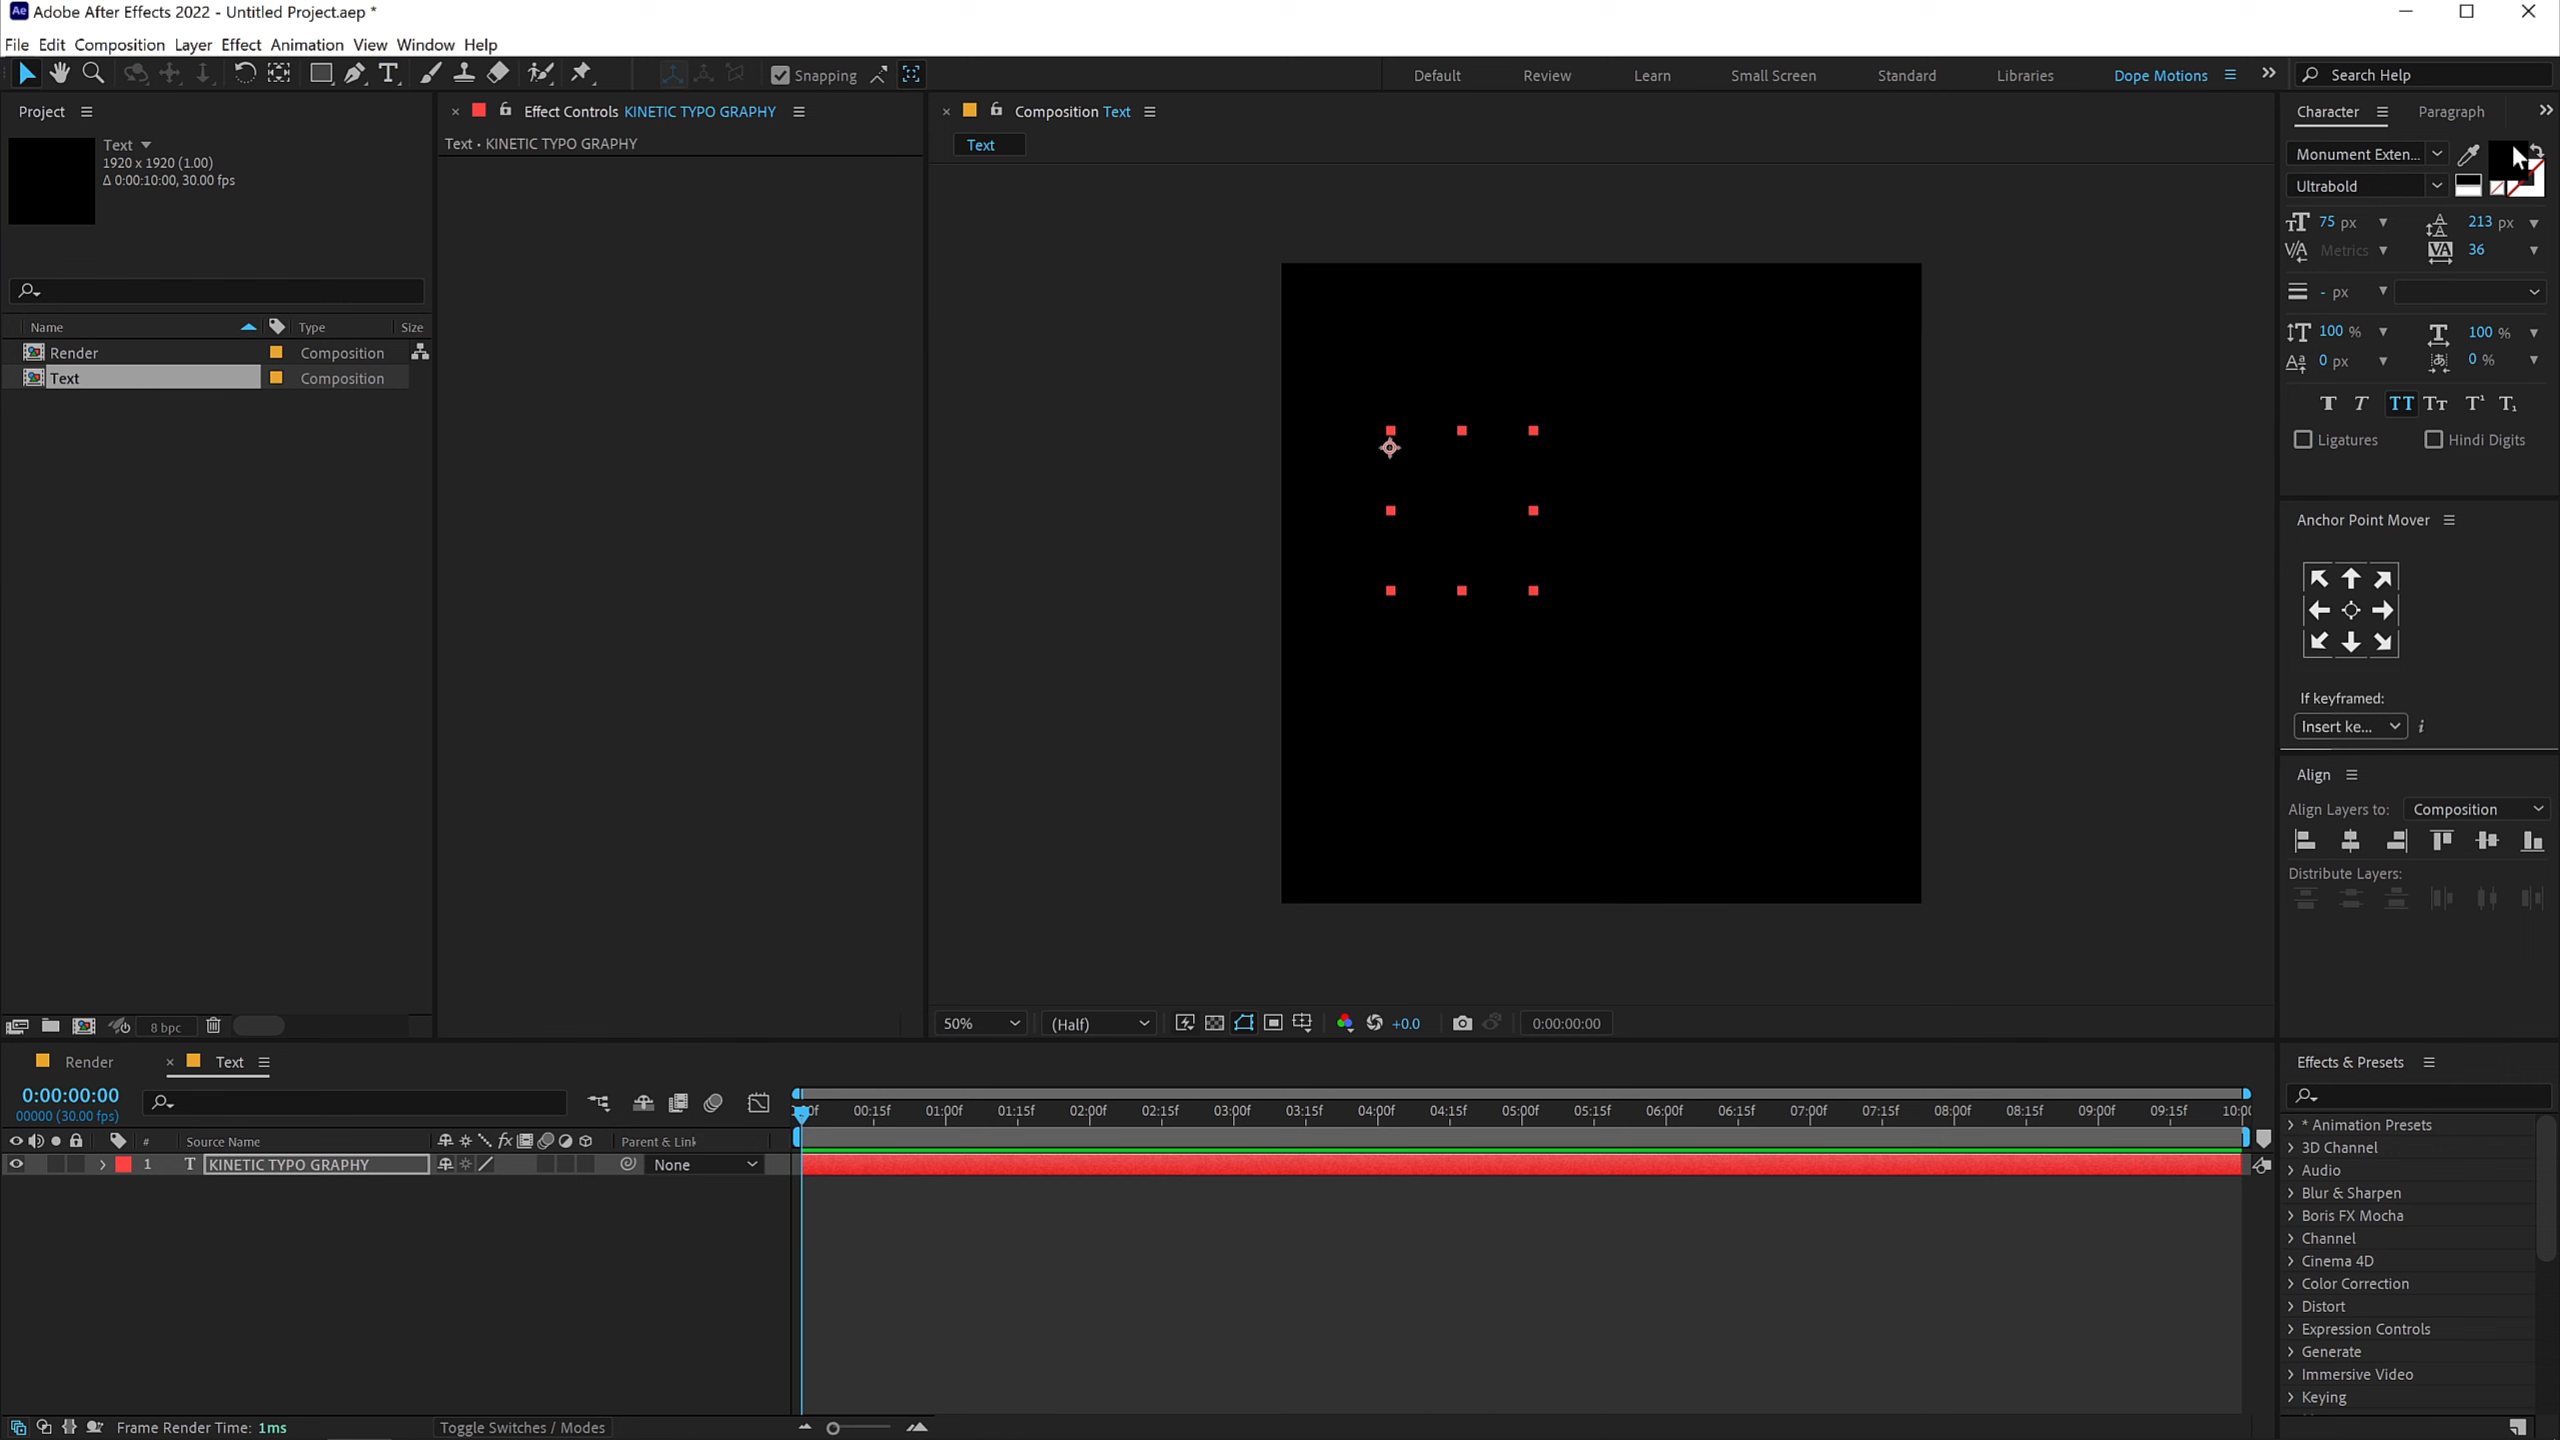 Ae Adobe After Effects 2022 - Untitled Project.aep *
File Edit Composition Layer Effect Animation View Window Help
Snapping Default Review Learn Small Screen Standard Libraries Dope Motions Search Help
Project
Effect Controls KINETIC TYPO GRAPHY
Composition Text
Character Paragraph
Text
1920 x 1920 (1.00)
Δ 0:00:10:00, 30.00 fps
Text • KINETIC TYPO GRAPHY
Text
Monument Exten...
Ultrabold
75 px 213 px
Metrics 36
- px
100 % 100 %
0 px 0 %
Ligatures Hindi Digits
Name Type Size
Render Composition
Text Composition
Anchor Point Mover
If keyframed:
Insert ke...
Align
Align Layers to: Composition
Distribute Layers:
8 bpc
50% (Half) +0.0 0:00:00:00
Render Text
0:00:00:00
00000 (30.00 fps)
:00f 00:15f 01:00f 01:15f 02:00f 02:15f 03:00f 03:15f 04:00f 04:15f 05:00f 05:15f 06:00f 06:15f 07:00f 07:15f 08:00f 08:15f 09:00f 09:15f 10:00
# Source Name Parent & Link
1 T KINETIC TYPO GRAPHY None
Effects & Presets
* Animation Presets
3D Channel
Audio
Blur & Sharpen
Boris FX Mocha
Channel
Cinema 4D
Color Correction
Distort
Expression Controls
Generate
Immersive Video
Keying
Frame Render Time: 1ms
Toggle Switches / Modes